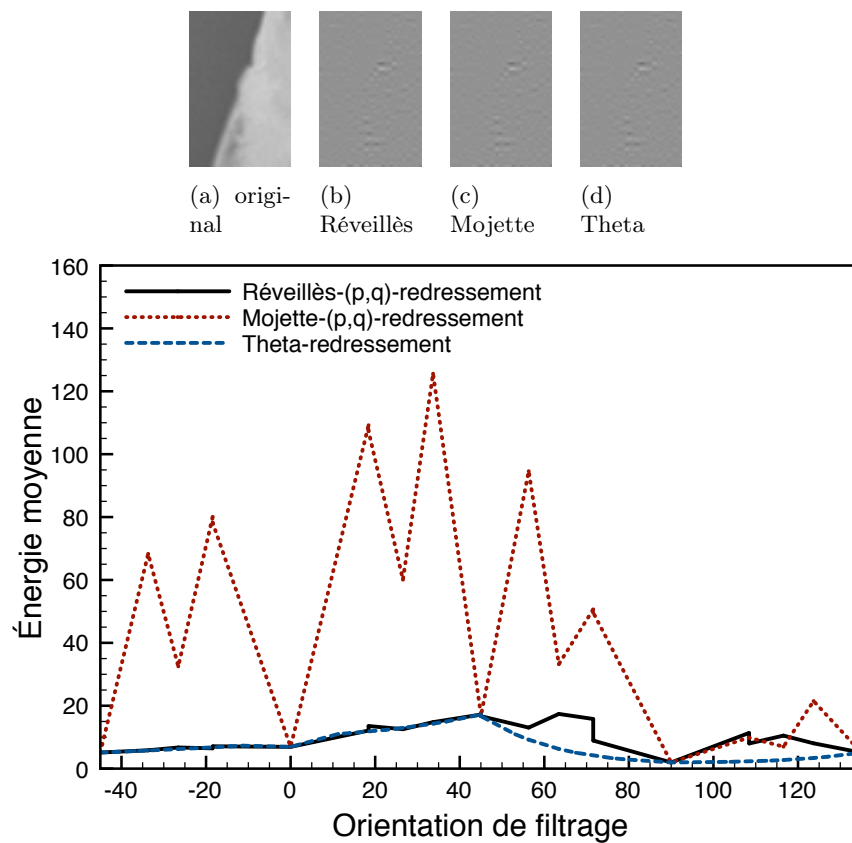 (a) origi-
nal
(b)
Réveillès
(c)
Mojette
(d)
Theta
160
140
120
100
80
60
40
20
0
Énergie moyenne
Réveillès-(p,q)-redressement
Mojette-(p,q)-redressement
Theta-redressement
-40 -20 0 20 40 60 80 100 120
Orientation de filtrage